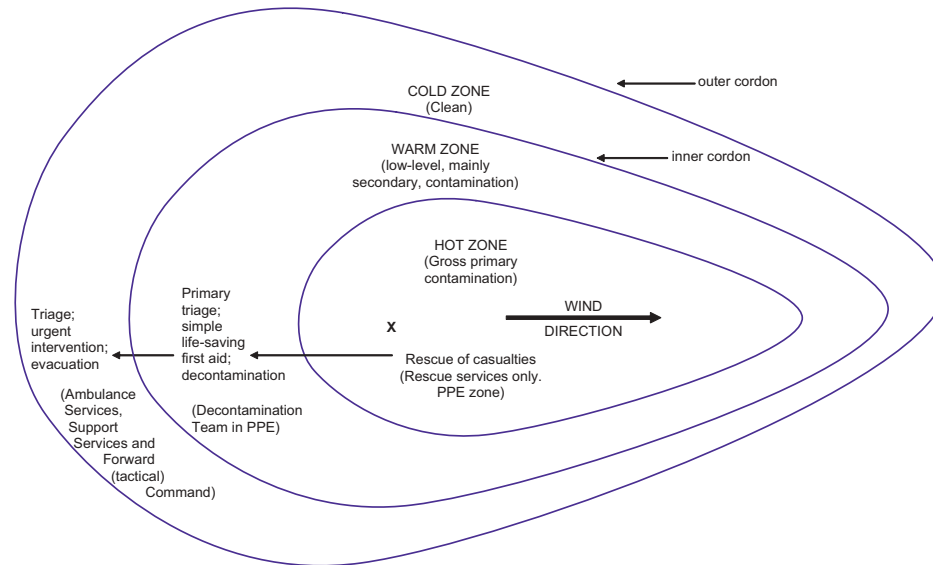 outer cordon
COLD ZONE
(Clean)
inner cordon
WARM ZONE
(low-level, mainly
secondary, contamination)
HOT ZONE
(Gross primary
contamination)
WIND
DIRECTION
X
Rescue of casualties
(Rescue services only.
PPE zone)
Primary
triage;
simple
life-saving
first aid;
decontamination
(Decontamination
Team in PPE)
Triage;
urgent
intervention;
evacuation
(Ambulance
Services,
Support
Services and
Forward
(tactical)
Command)